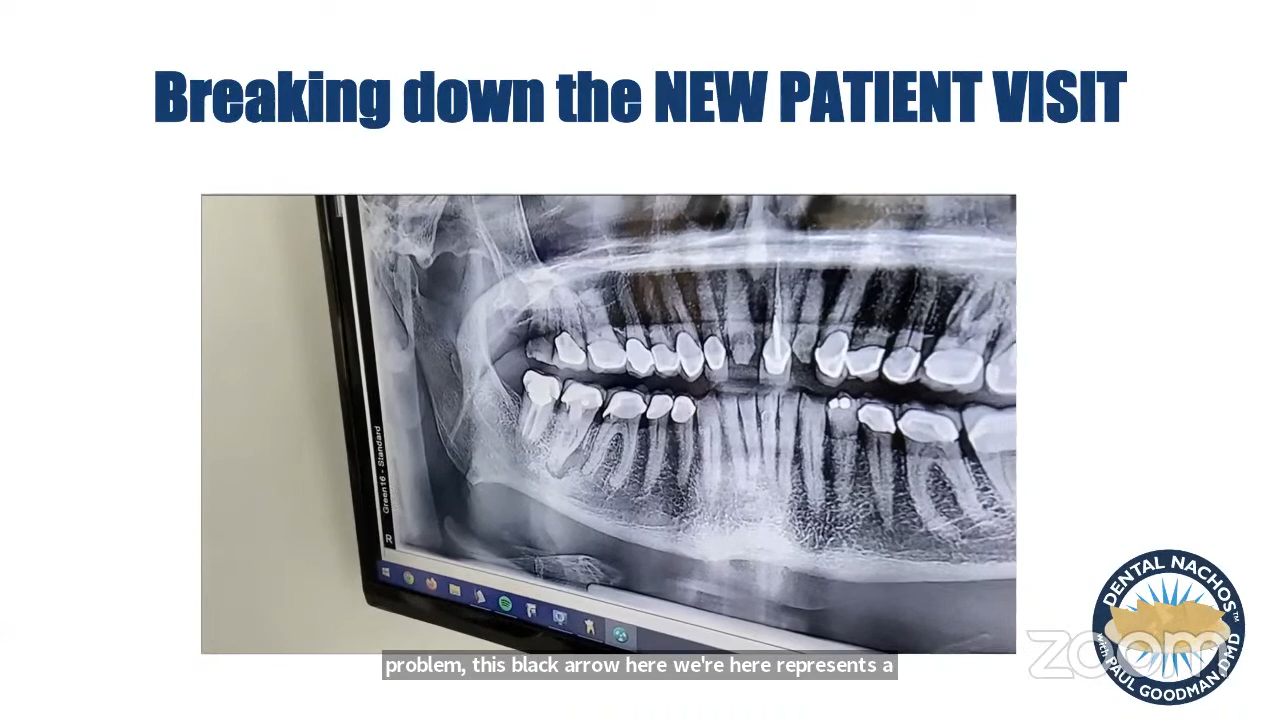 Breaking down the NEW PATIENT VISIT
Green16 - Standard
R
problem, this black arrow here we're here represents a
zoom
DENTAL NACHOS™
with PAUL GOODMAN, DMD